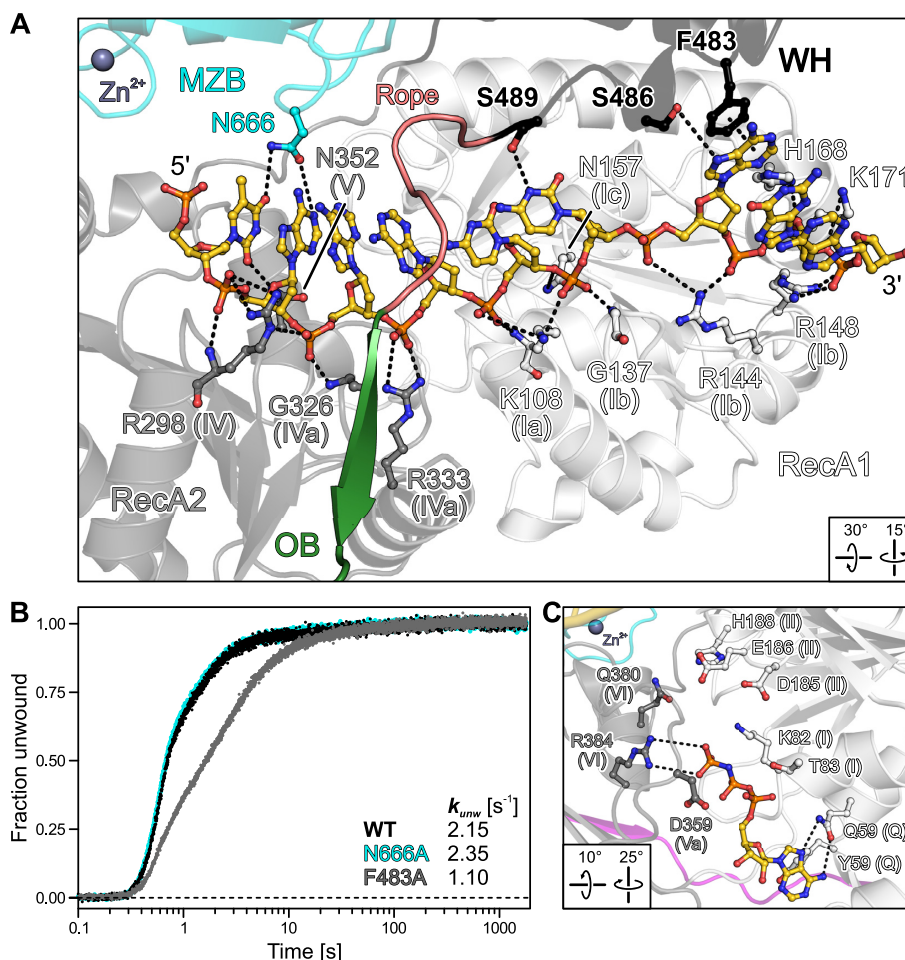 A
F483
WH
Zn2+
MZB
Rope
S489
S486
N666
N352
(V)
N157
(Ic)
H168
K171
5'
3'
R148
(Ib)
R298 (IV)
G326
(IVa)
K108
(Ia)
G137
(Ib)
R144
(Ib)
RecA2
R333
(IVa)
RecA1
OB
30° 15°
B
Fraction unwound
1.00
0.75
0.50
0.25
0.00
kunw [s-1]
WT 2.15
N666A 2.35
F483A 1.10
0.1 1 10 100 1000
Time [s]
C
Zn2+
H188 (II)
E186 (II)
Q380
(VI)
D185 (II)
R384
(VI)
K82 (I)
T83 (I)
D359
(Va)
Q59 (Q)
Y59 (Q)
10° 25°